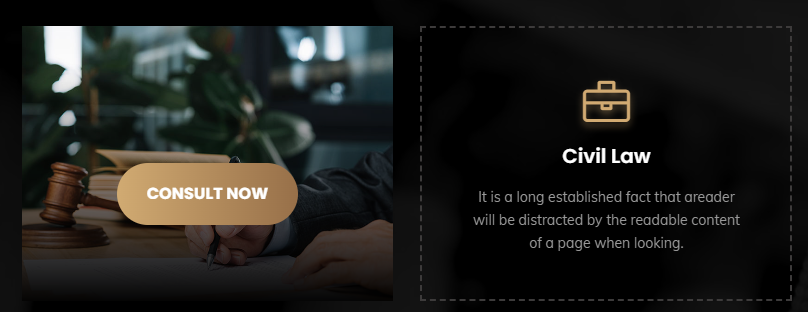 CONSULT NOW
Civil Law
It is a long established fact that areader
will be distracted by the readable content
of a page when looking.